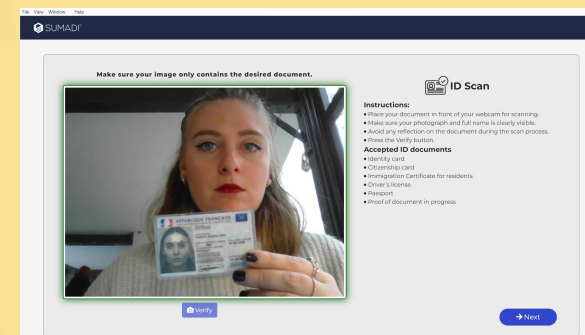 File View Window Help
SUMADI
Make sure your image only contains the desired document.
RÉPUBLIQUE FRANÇAISE
Verify
ID Scan
Instructions:
• Place your document in front of your webcam for scanning.
• Make sure your photograph and full name is clearly visible.
• Avoid any reflection on the document during the scan process.
• Press the Verify button.
Accepted ID documents
• Identity card
• Citizenship card
• Immigration Certificate for residents
• Driver's license
• Passport
• Proof of document in progress
→ Next